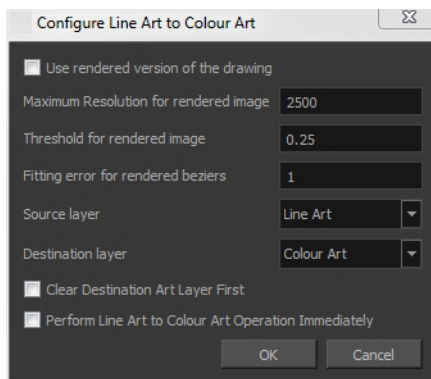 Configure Line Art to Colour Art
Use rendered version of the drawing
Maximum Resolution for rendered image 2500
Threshold for rendered image 0.25
Fitting error for rendered beziers 1
Source layer Line Art
Destination layer Colour Art
Clear Destination Art Layer First
Perform Line Art to Colour Art Operation Immediately
OK Cancel